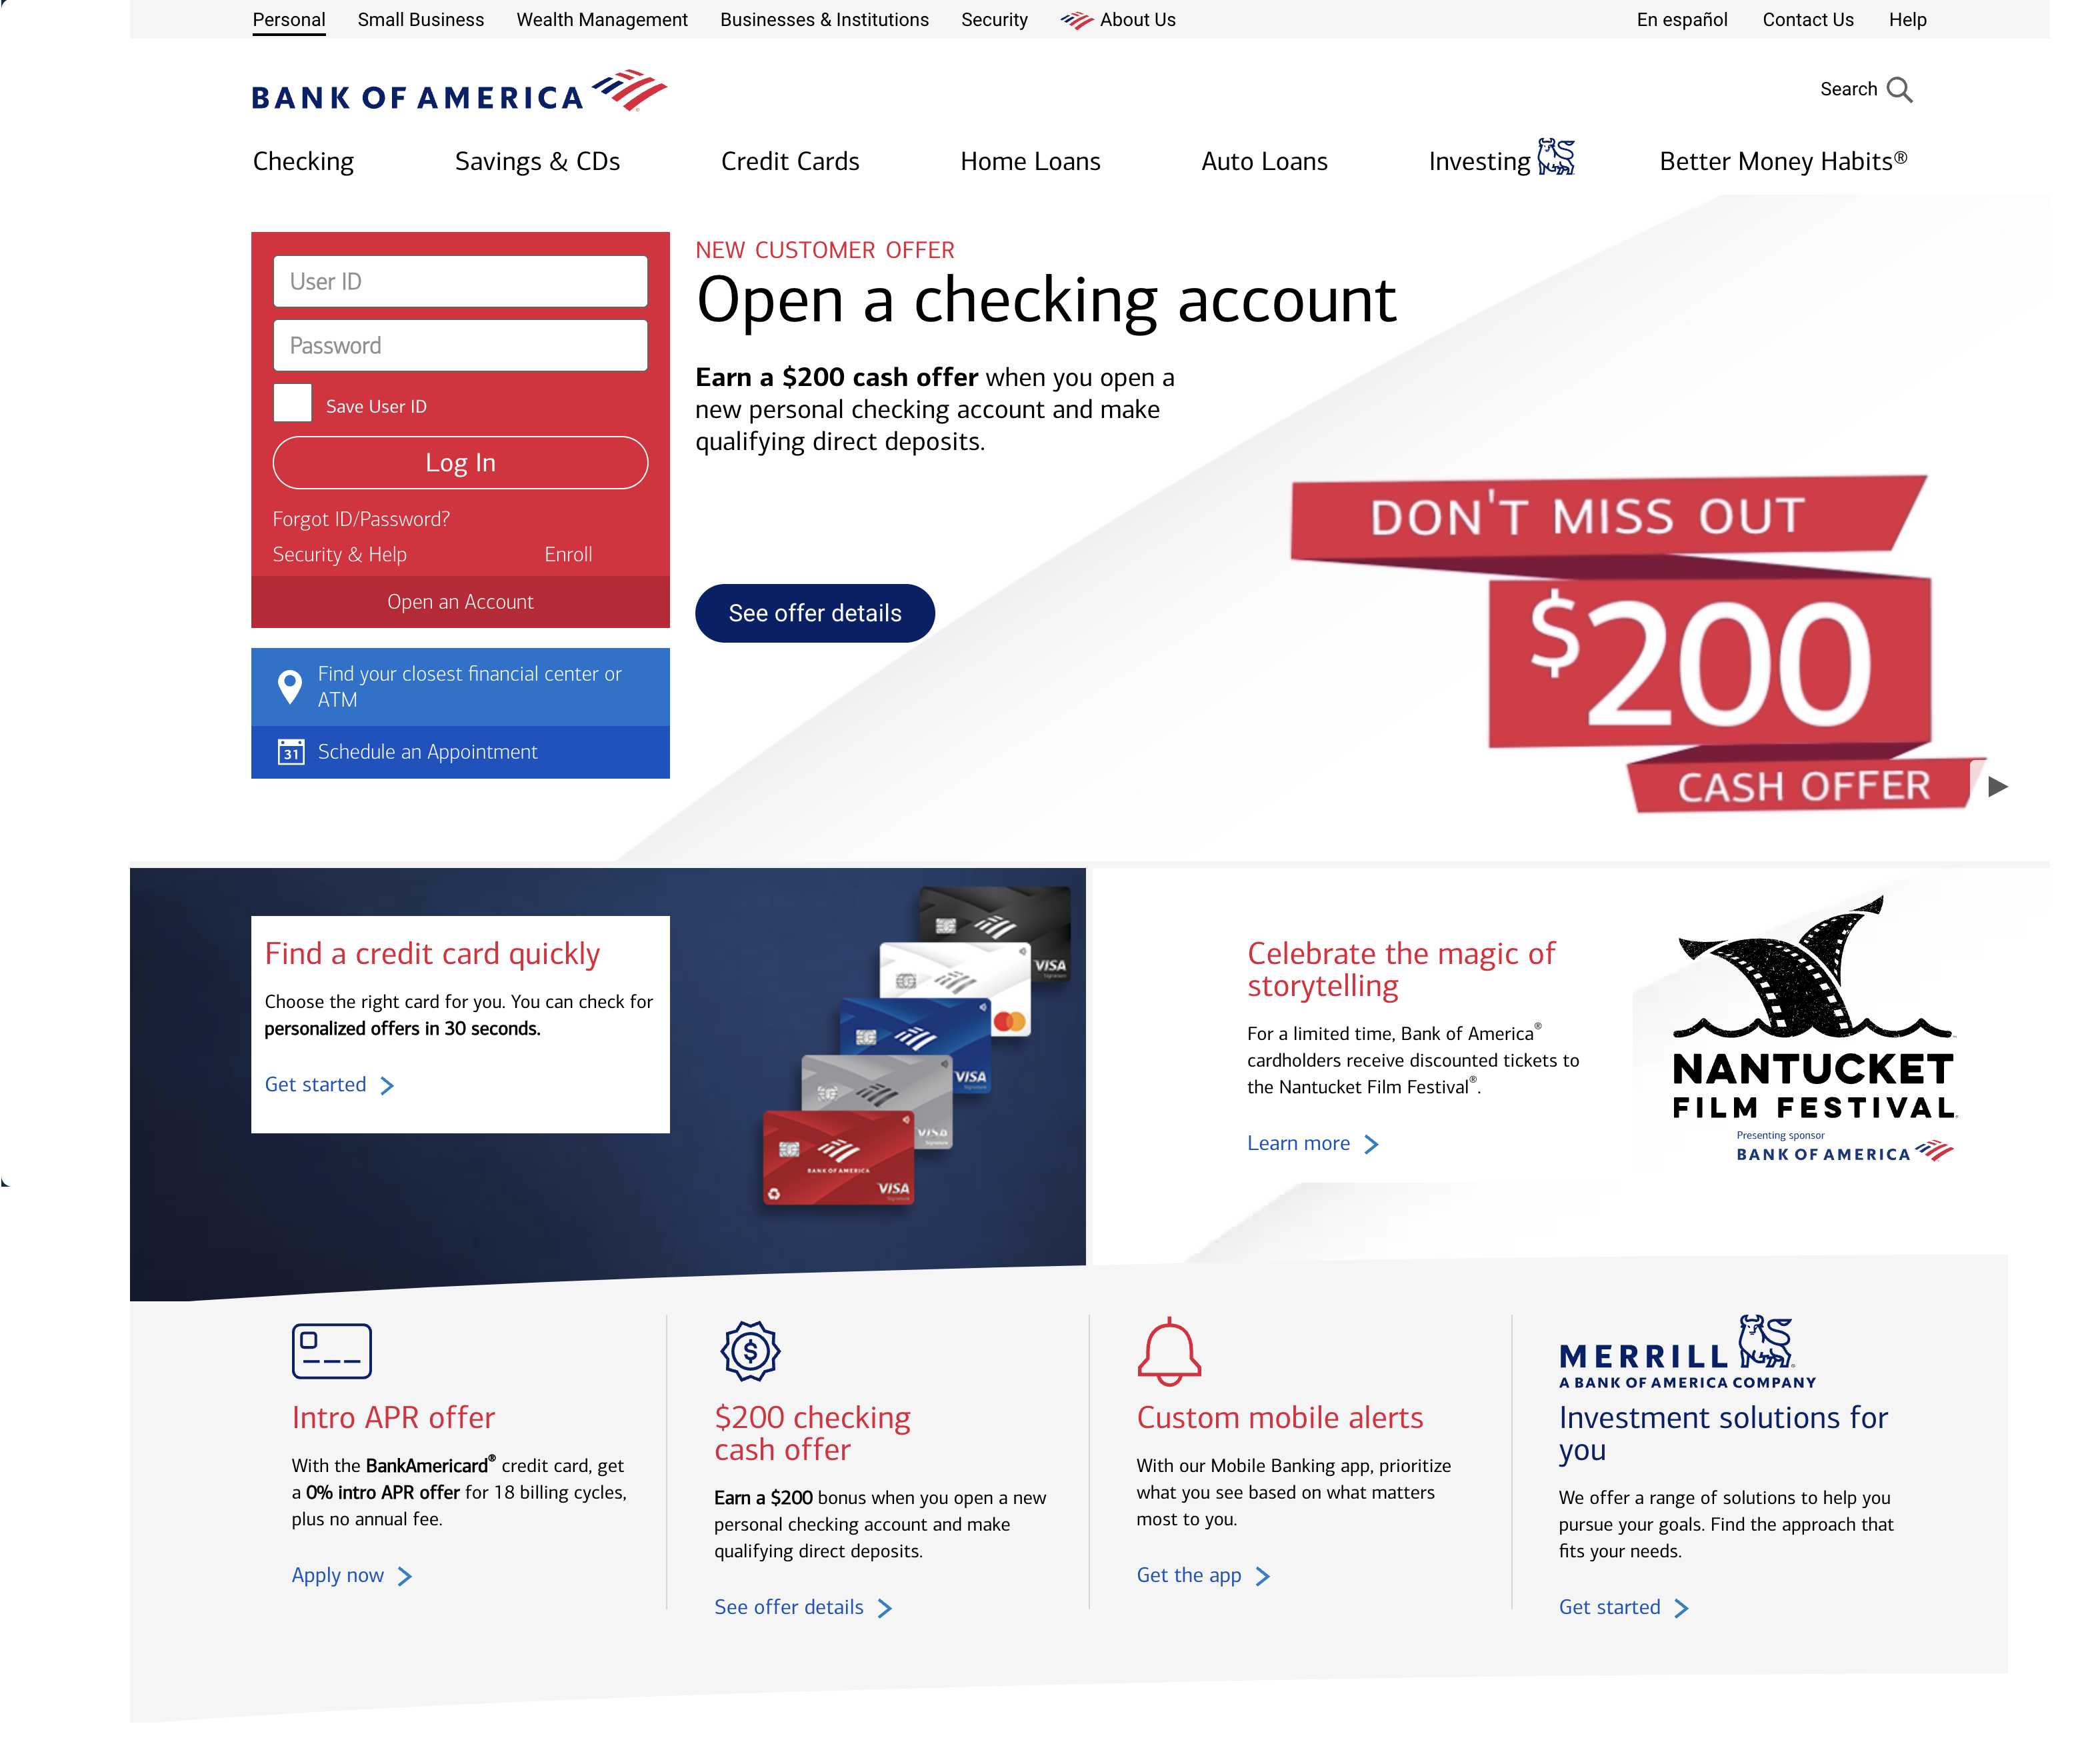 Personal
Small Business
Wealth Management
Businesses & Institutions
Security
About Us
En español
Contact Us
Help
BANK OF AMERICA
Search
Checking
Savings & CDs
Credit Cards
Home Loans
Auto Loans
Investing
Better Money Habits®
User ID
Password
Save User ID
Log In
Forgot ID/Password?
Security & Help
Enroll
Open an Account
31
Find your closest financial center or
ATM
Schedule an Appointment
NEW CUSTOMER OFFER
Open a checking account
Earn a $200 cash offer when you open a
new personal checking account and make
qualifying direct deposits.
See offer details
DON'T MISS OUT
$200
CASH OFFER
Find a credit card quickly
Choose the right card for you. You can check for
personalized offers in 30 seconds.
Get started
VISA
Signature
VISA
VISA
Signature
BANK OF AMERICA
VISA
Signature
Celebrate the magic of
storytelling
For a limited time, Bank of America®
cardholders receive discounted tickets to
the Nantucket Film Festival®.
Learn more
NANTUCKET
FILM FESTIVAL
Presenting sponsor
BANK OF AMERICA
Intro APR offer
With the BankAmericard® credit card, get
a 0% intro APR offer for 18 billing cycles,
plus no annual fee.
Apply now
$200 checking
cash offer
Earn a $200 bonus when you open a new
personal checking account and make
qualifying direct deposits.
See offer details
Custom mobile alerts
With our Mobile Banking app, prioritize
what you see based on what matters
most to you.
Get the app
MERRILL
A BANK OF AMERICA COMPANY
Investment solutions for
you
We offer a range of solutions to help you
pursue your goals. Find the approach that
fits your needs.
Get started